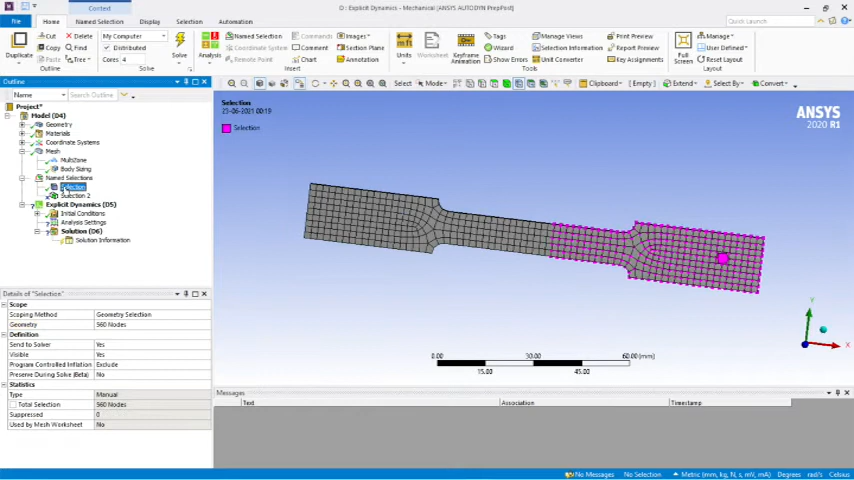 Context
D : Explicit Dynamics - Mechanical [ANSYS AUTODYN PrepPost]
File Home Named Selection Display Selection Automation Quick Launch
Duplicate Cut Copy Paste Delete Find Tree Outline
My Computer Distributed Cores 4 Solve Solve
Analysis Named Selection Coordinate System Remote Point Commands Comment Chart Images Section Plane Annotation Insert
Units Worksheet Keyframe Animation Tags Wizard Show Errors Manage Views Selection Information Unit Converter Print Preview Report Preview Key Assignments Tools
Full Screen Manage User Defined Reset Layout Layout
Outline
Name Search Outline
Select Mode Clipboard [ Empty ] Extend Select By Convert
Project*
Model (D4)
Geometry
Materials
Coordinate Systems
Mesh
MultiZone
Body Sizing
Named Selections
Selection
Selection 2
Explicit Dynamics (D5)
Initial Conditions
Analysis Settings
Solution (D6)
Solution Information
Selection
23-06-2021 00:19
Selection
ANSYS
2020 R1
Details of "Selection"
Scope
Scoping Method Geometry Selection
Geometry 560 Nodes
Definition
Send to Solver Yes
Visible Yes
Program Controlled Inflation Exclude
Preserve During Solve (Beta) No
Statistics
Type Manual
Total Selection 560 Nodes
Suppressed 0
Used by Mesh Worksheet No
Y
X
0.00 30.00 60.00 (mm)
15.00 45.00
Messages
Text Association Timestamp
No Messages No Selection Metric (mm, kg, N, s, mV, mA) Degrees rad/s Celsius